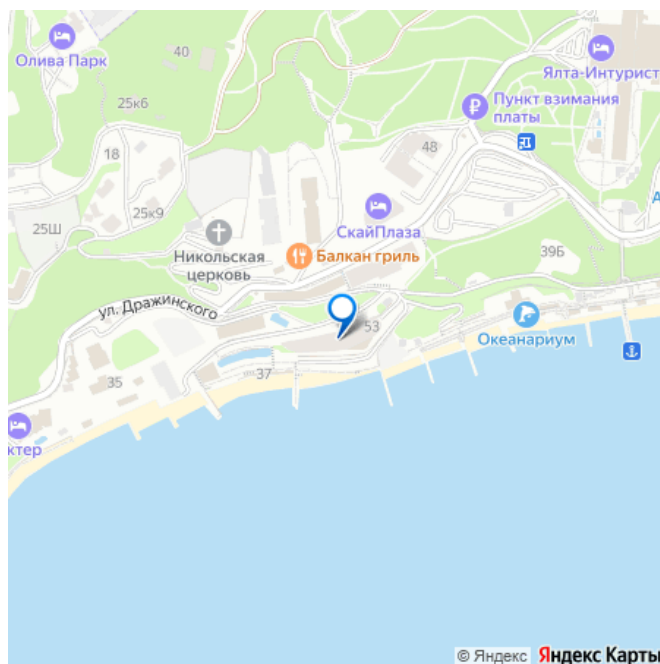 Олива Парк
40
Ялта-Интурист
25к6
Пункт взимания
платы
18
48
25к9
СкайПлаза
25Ш
Никольская
церковь
Балкан гриль
39Б
ул. Дражинского
53
Океанариум
35
37
ктер
© Яндекс Яндекс Карты